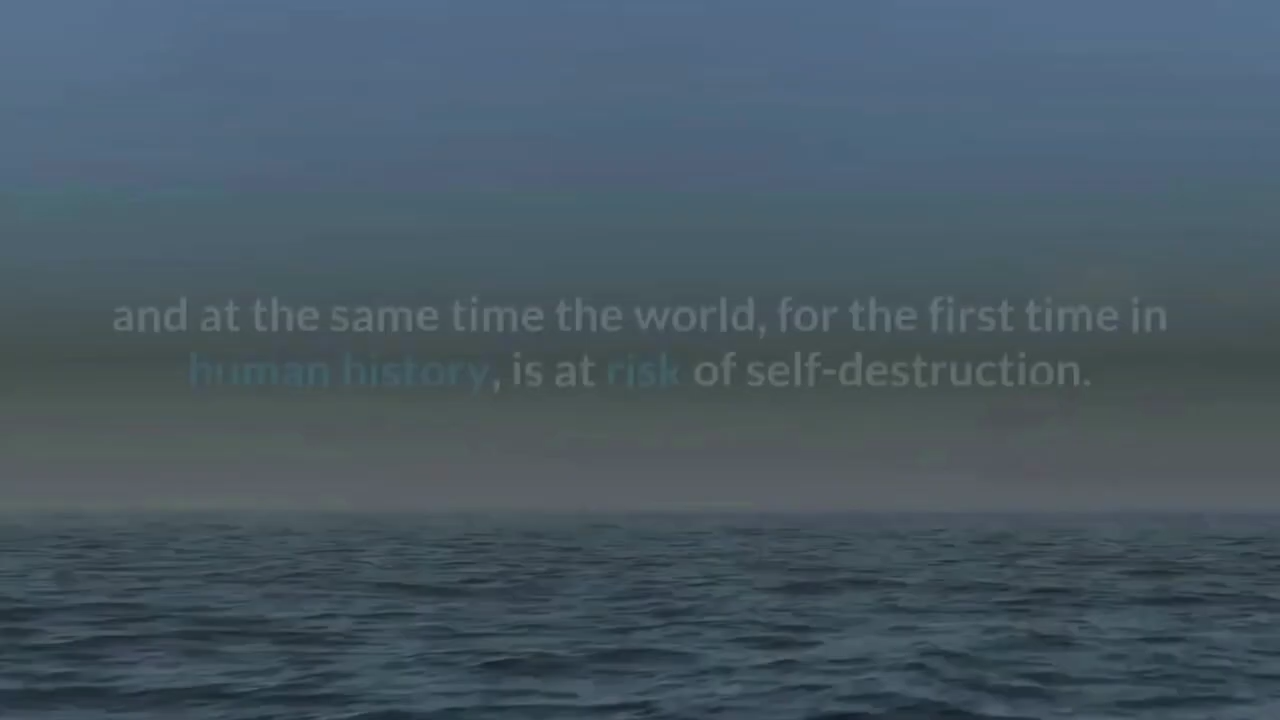 and at the same time the world, for the first time in
human history, is at risk of self-destruction.